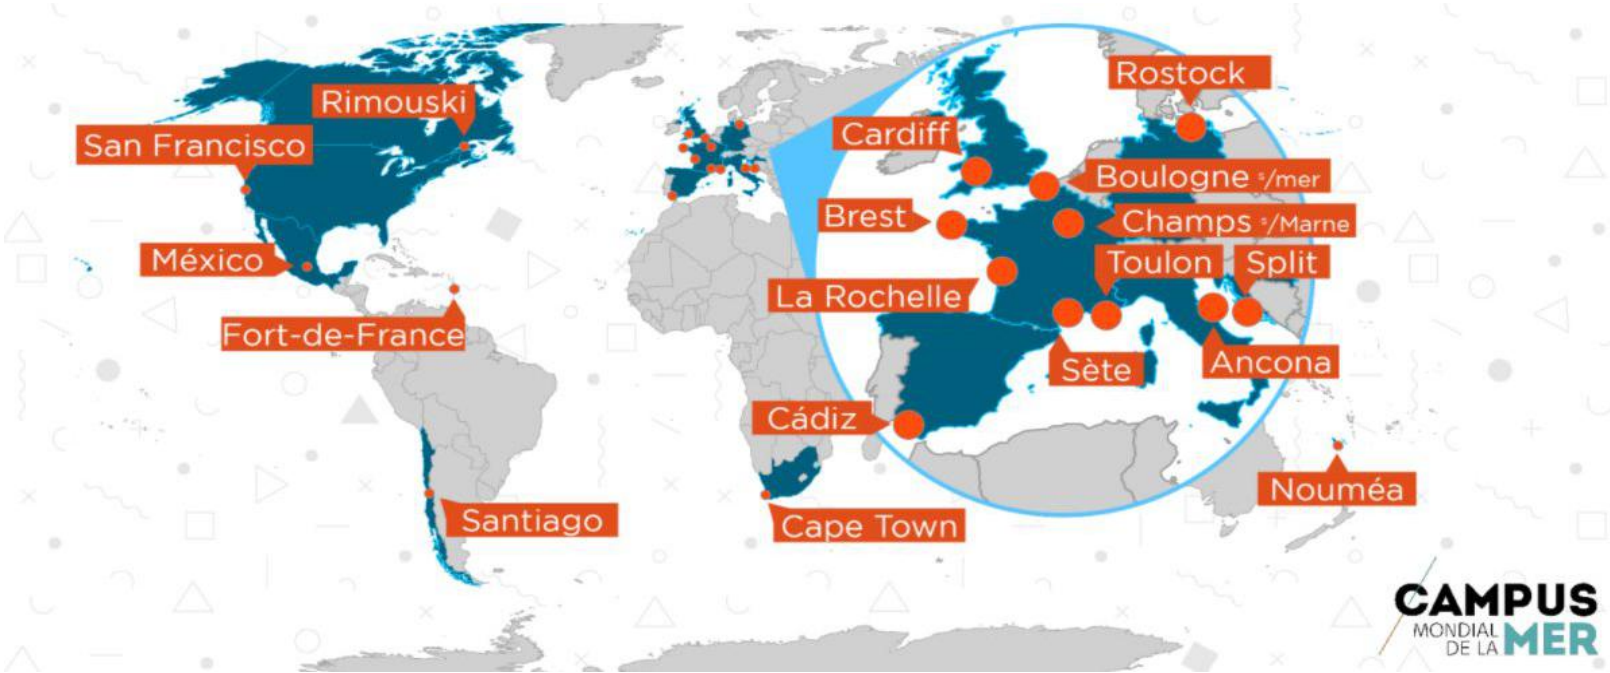 Rostock
Rimouski
San Francisco
Cardiff
Boulogne s/mer
Brest
Champs s/Marne
México
Toulon
Split
La Rochelle
Fort-de-France
Sète
Ancona
Cádiz
Nouméa
Santiago
Cape Town
CAMPUS
MONDIAL
DE LA MER